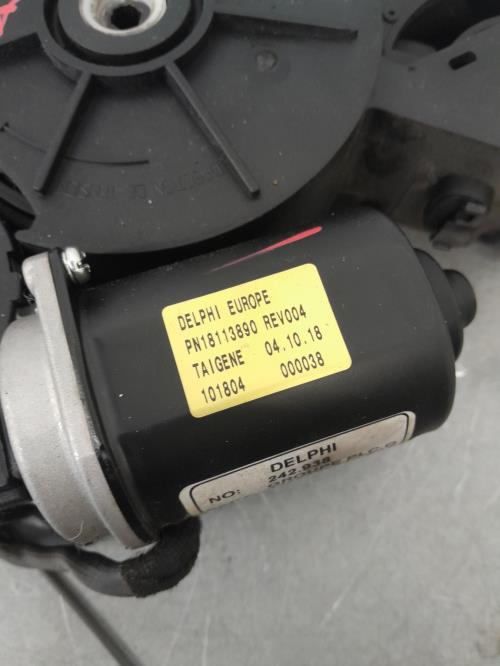 DELPHI EUROPE
PN18113890 REV004
TAIGENE 04.10.18
101804 000038
DELPHI
NO: 242-938